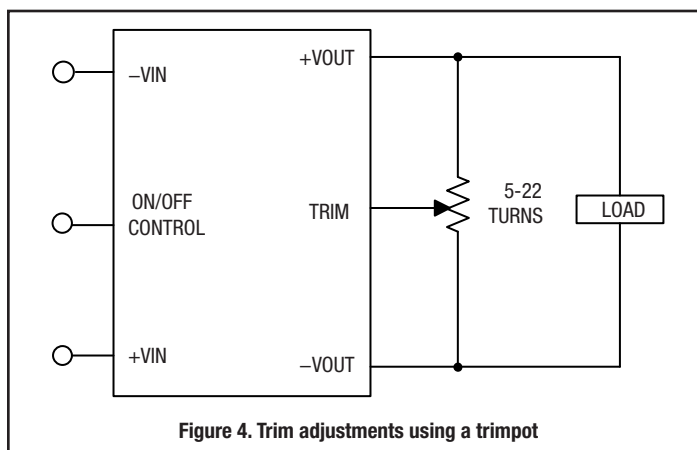 –VIN
+VOUT
ON/OFF
CONTROL
TRIM
5-22
TURNS
LOAD
+VIN
–VOUT
Figure 4. Trim adjustments using a trimpot